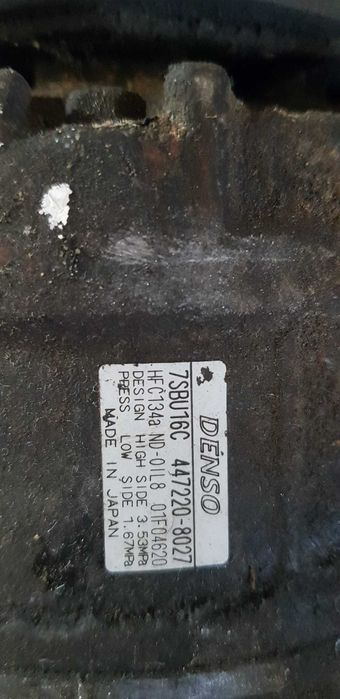 DENSO
7SBU16C 447220-8027
HFC134a ND-OIL8 01F04620
DESIGN HIGH SIDE 3.53MPa
PRESS LOW SIDE 1.67MPa
MADE IN JAPAN